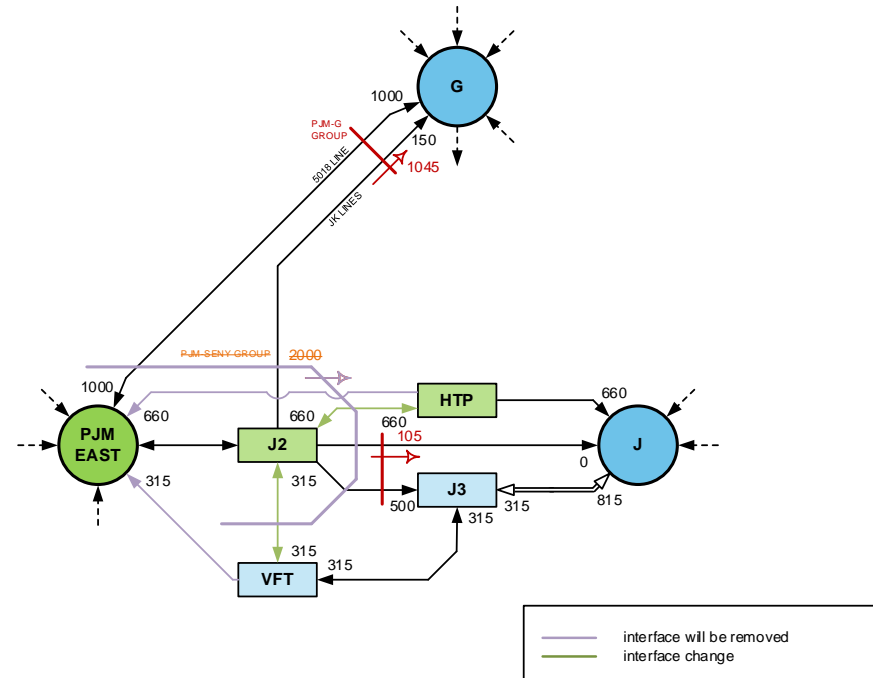 G
1000
PJM-G
GROUP
150
1045
5018 LINE
JK LINES
PJM-SENY GROUP 2000
1000
660
HTP
660
660
660
PJM
EAST
J2
105
J
0
315
315
J3
500
315
315
815
315
VFT
315
interface will be removed
interface change